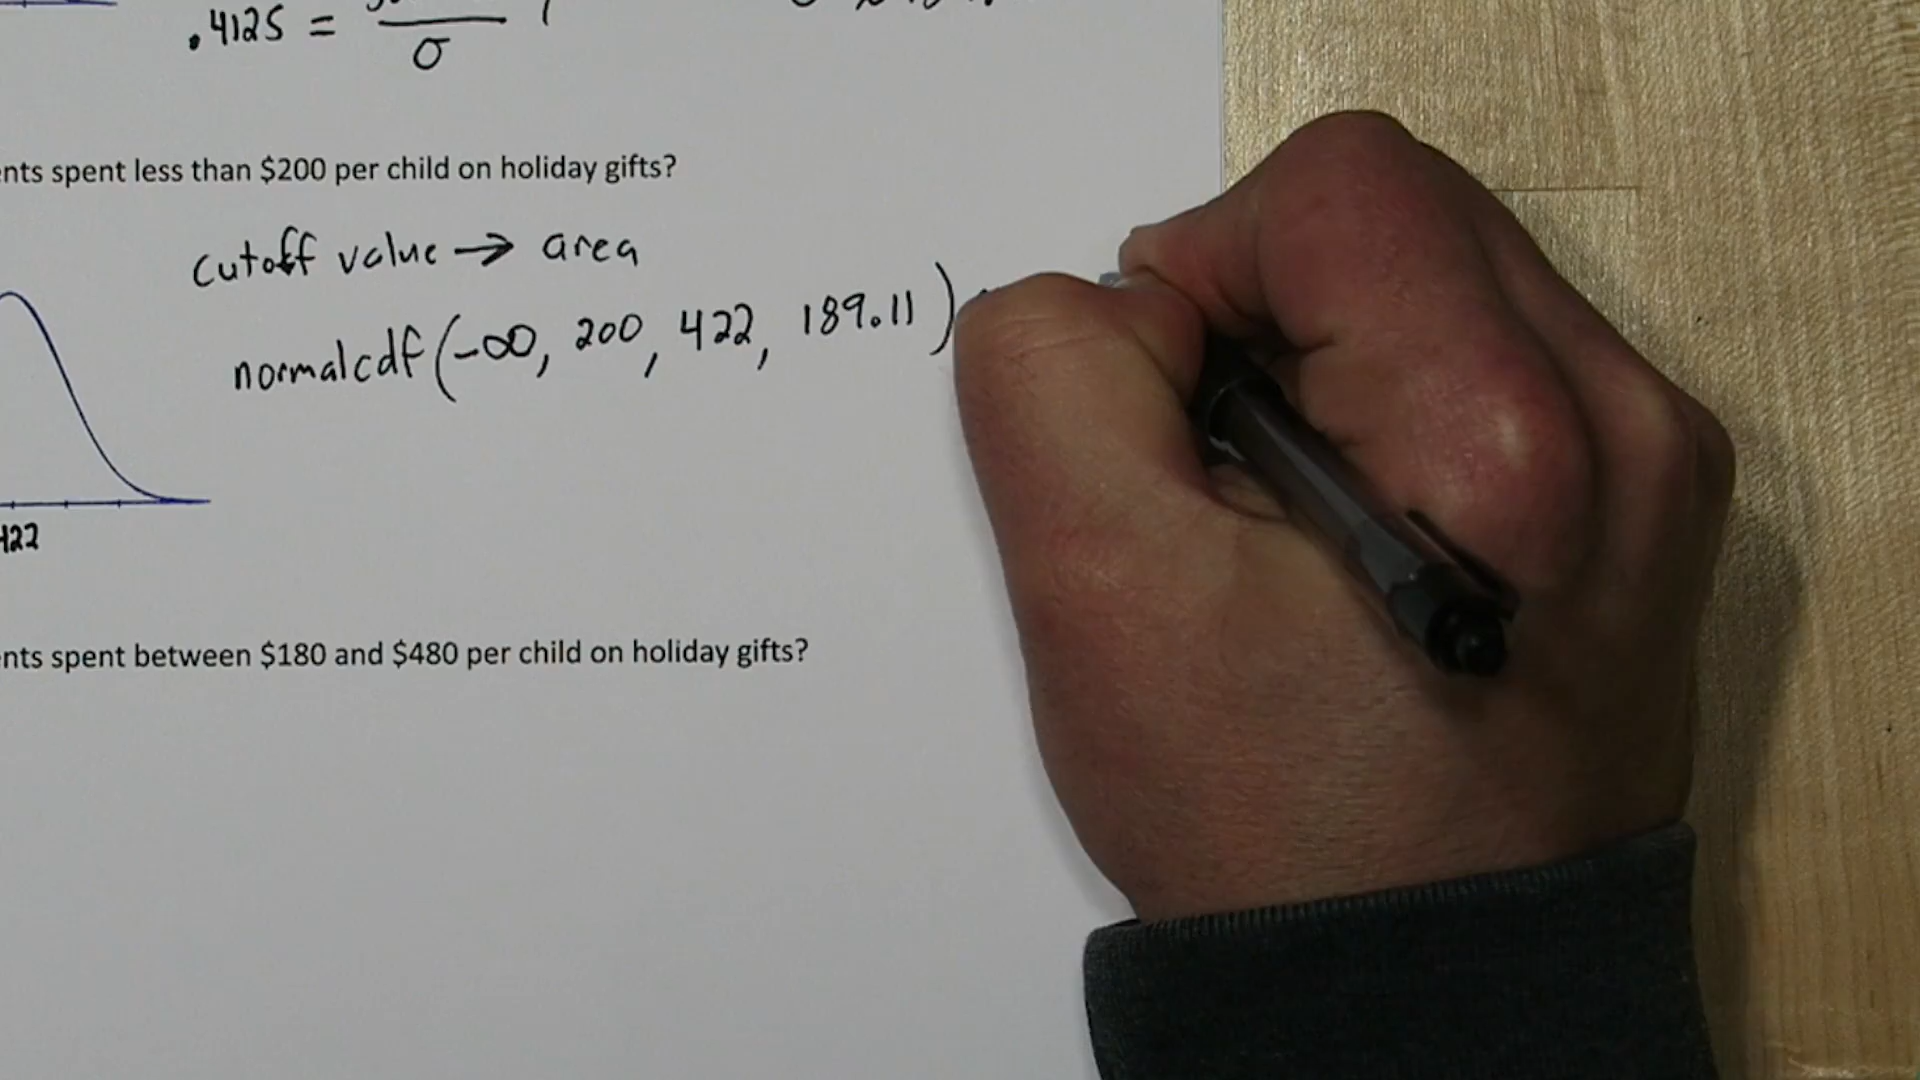 .4125 =
σ
nts spent less than $200 per child on holiday gifts?
cutoff value → area
normalcdf(-∞, 200, 422, 189.11)
422
nts spent between $180 and $480 per child on holiday gifts?